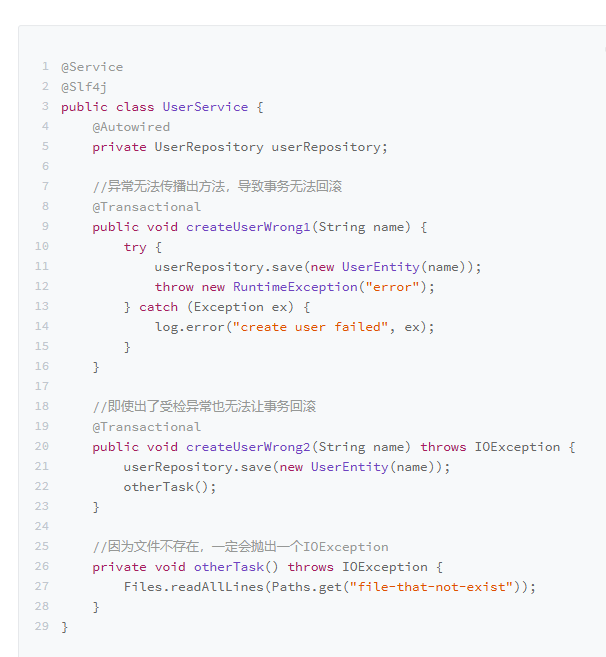 1 @Service
2 @Slf4j
3 public class UserService {
4     @Autowired
5     private UserRepository userRepository;
6
7     //异常无法传播出方法，导致事务无法回滚
8     @Transactional
9     public void createUserWrong1(String name) {
10         try {
11             userRepository.save(new UserEntity(name));
12             throw new RuntimeException("error");
13         } catch (Exception ex) {
14             log.error("create user failed", ex);
15         }
16     }
17
18     //即使出了受检异常也无法让事务回滚
19     @Transactional
20     public void createUserWrong2(String name) throws IOException {
21         userRepository.save(new UserEntity(name));
22         otherTask();
23     }
24
25     //因为文件不存在，一定会抛出一个IOException
26     private void otherTask() throws IOException {
27         Files.readAllLines(Paths.get("file-that-not-exist"));
28     }
29 }